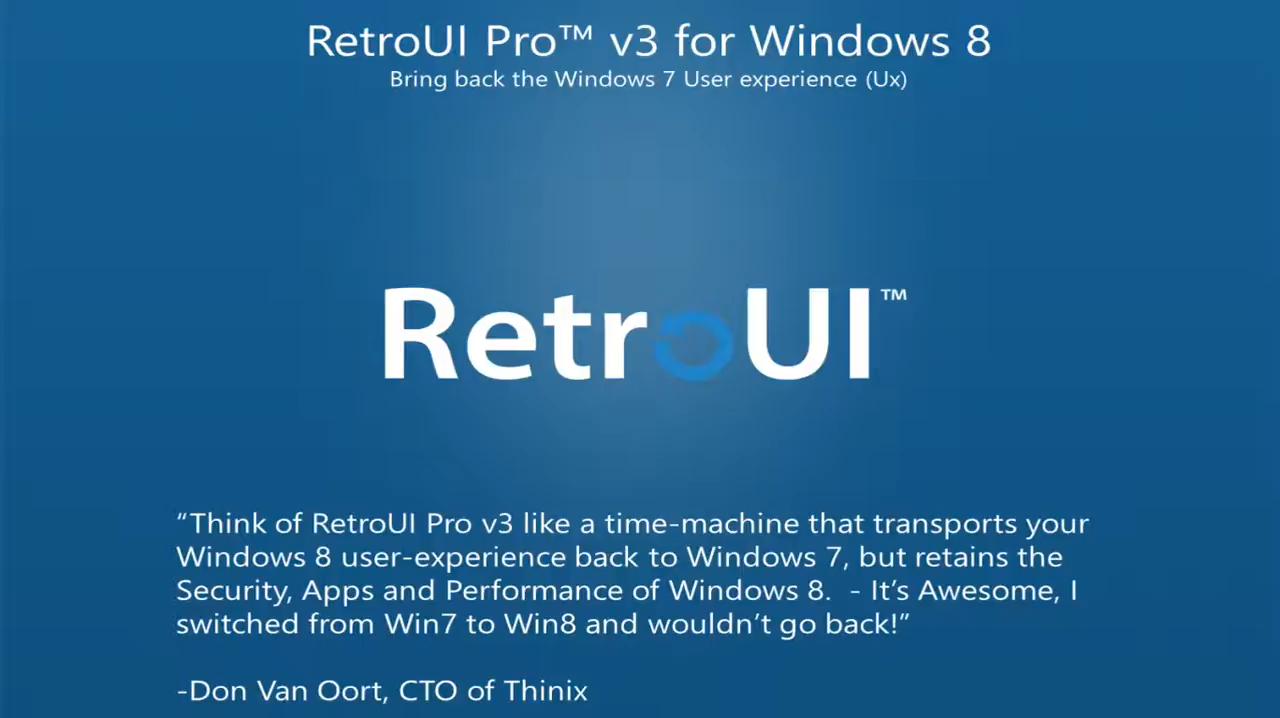 RetroUI Pro™ v3 for Windows 8
Bring back the Windows 7 User experience (Ux)
RetroUI™
“Think of RetroUI Pro v3 like a time-machine that transports your
Windows 8 user-experience back to Windows 7, but retains the
Security, Apps and Performance of Windows 8.  - It’s Awesome, I
switched from Win7 to Win8 and wouldn’t go back!”
-Don Van Oort, CTO of Thinix